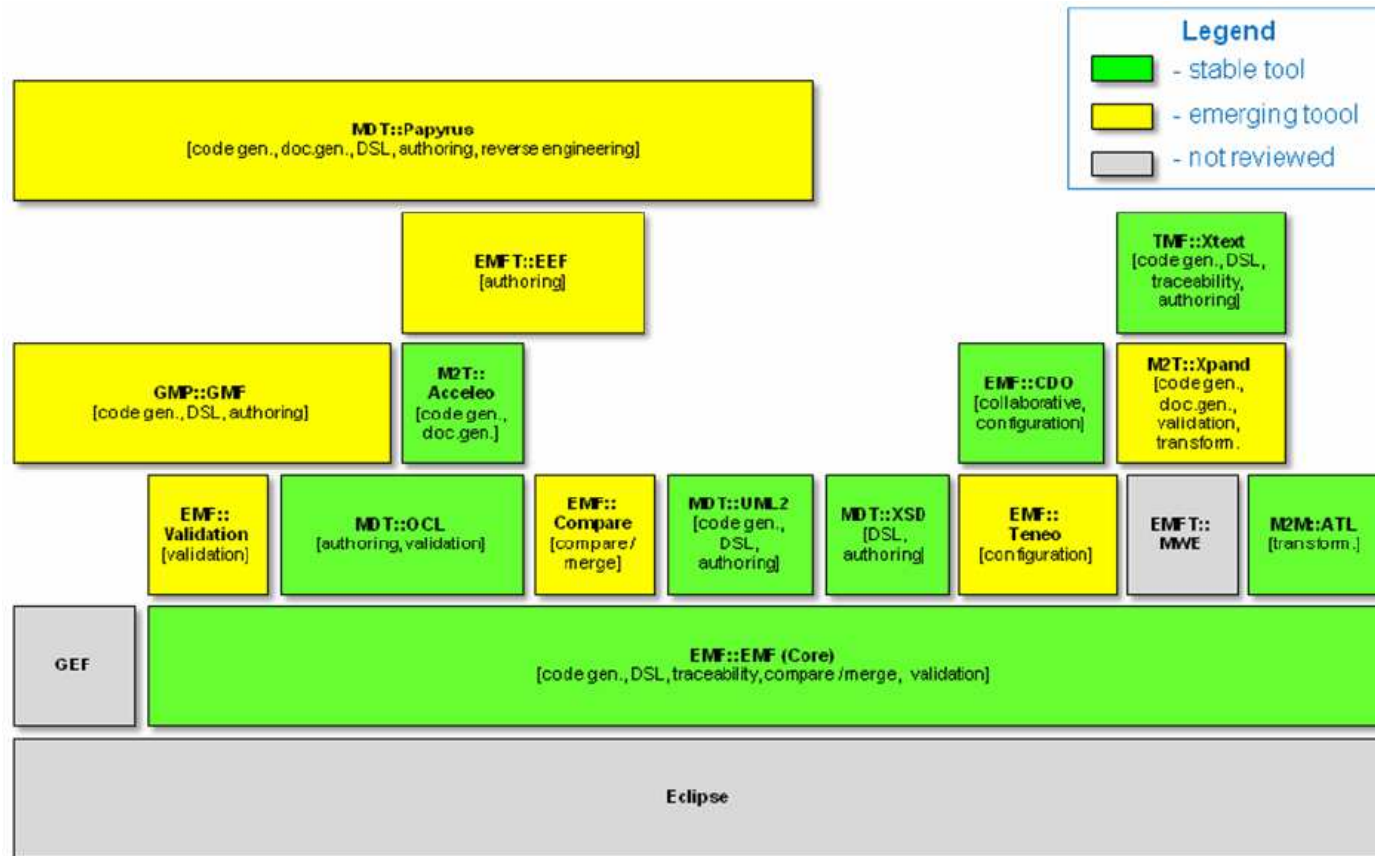 Legend
- stable tool
- emerging toool
- not reviewed
MDT::Papyrus
[code gen., doc.gen., DSL, authoring, reverse engineering]
EMFT::EEF
[authoring]
TMF::Xtext
[code gen., DSL,
traceability,
authoring]
GMP::GMF
[code gen., DSL, authoring]
M2T::
Acceleo
[code gen.,
doc.gen.]
EMF::CDO
[collaborative,
configuration]
M2T::Xpand
[code gen.,
doc.gen.,
validation,
transform.
EMF::
Validation
[validation]
MDT::OCL
[authoring, validation]
EMF::
Compare
[compare /
merge]
MDT::UML2
[code gen.,
DSL,
authoring]
MDT::XSD
[DSL,
authoring]
EMF::
Teneo
[configuration]
EMFT::
MWE
M2M::ATL
[transform.]
GEF
EMF::EMF (Core)
[code gen., DSL, traceability, compare /merge, validation]
Eclipse